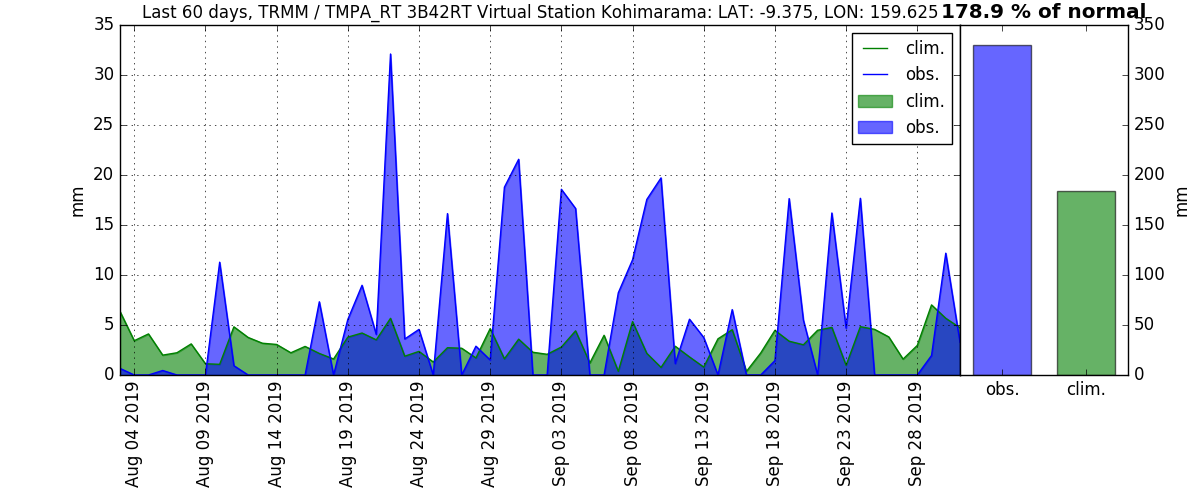 Last 60 days, TRMM / TMPA_RT 3B42RT Virtual Station Kohimarama: LAT: -9.375, LON: 159.625
178.9 % of normal
35
30
25
20
15
10
5
0
mm
clim.
obs.
clim.
obs.
350
300
250
200
150
100
50
0
mm
Aug 04 2019
Aug 09 2019
Aug 14 2019
Aug 19 2019
Aug 24 2019
Aug 29 2019
Sep 03 2019
Sep 08 2019
Sep 13 2019
Sep 18 2019
Sep 23 2019
Sep 28 2019
obs.
clim.